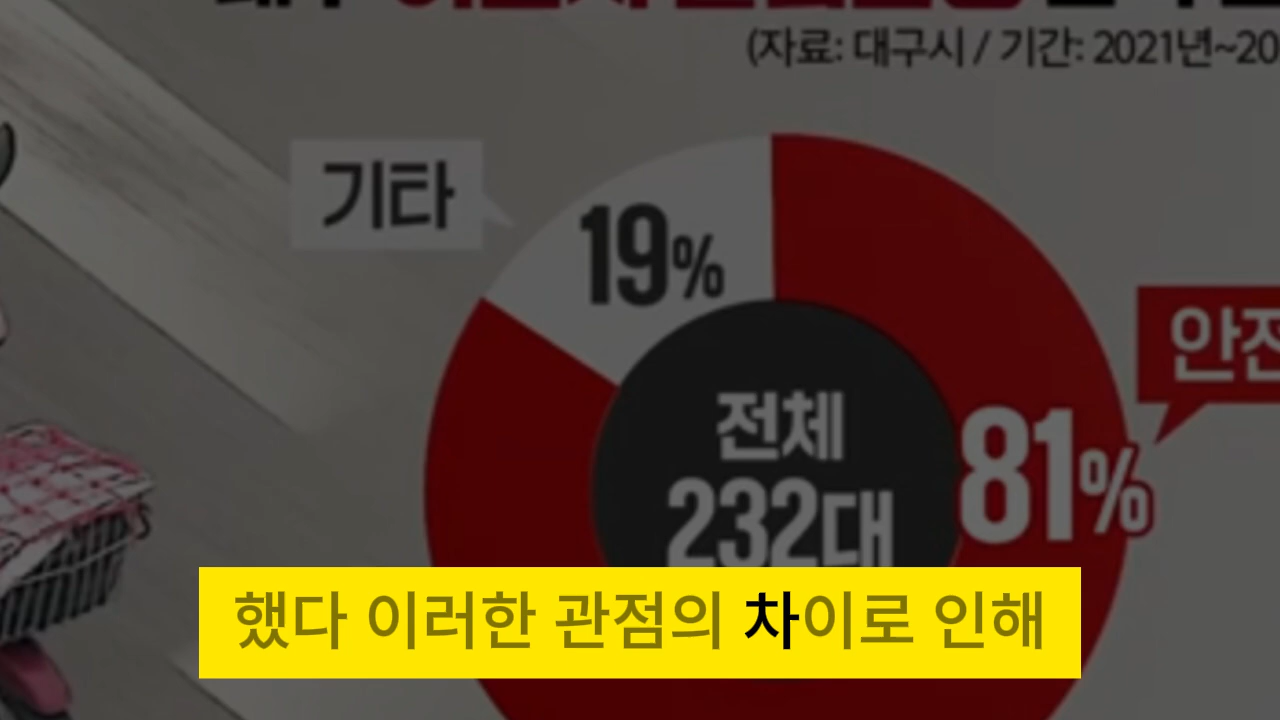 (자료: 대구시 / 기간: 2021년~20
기타
19%
안전
81%
전체
232대
했다 이러한 관점의 차이로 인해